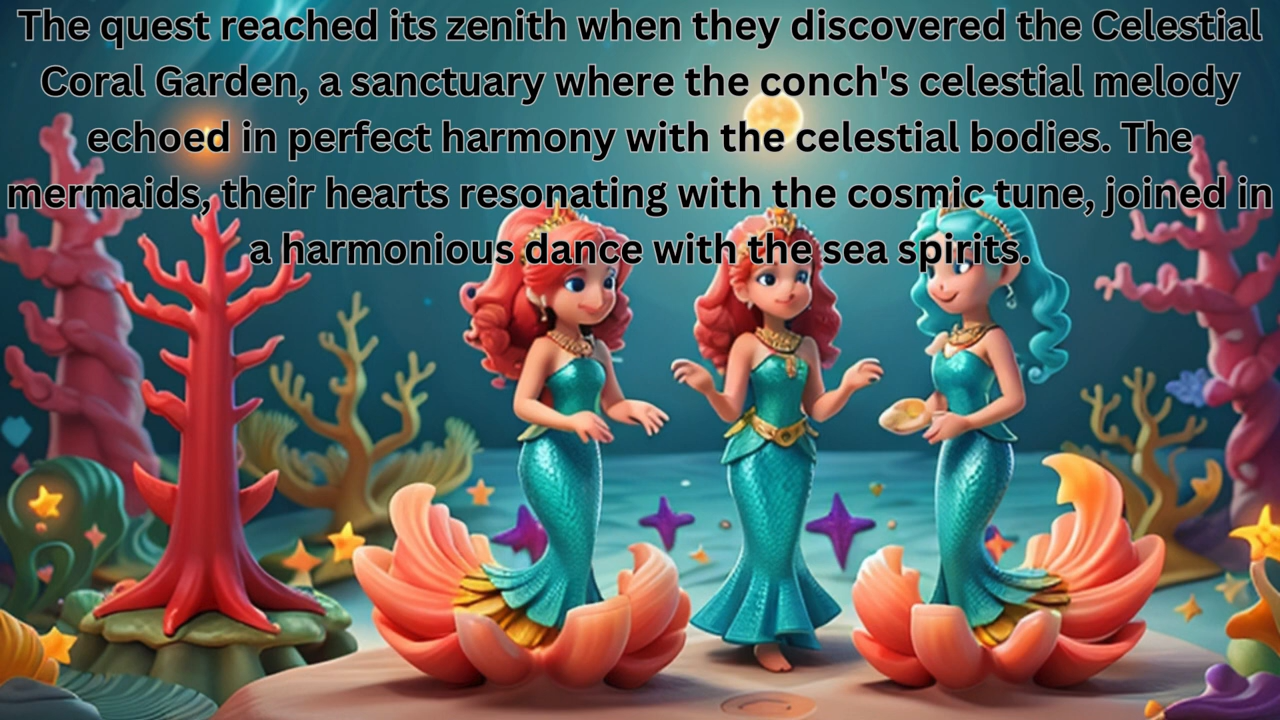 The quest reached its zenith when they discovered the Celestial
Coral Garden, a sanctuary where the conch's celestial melody
echoed in perfect harmony with the celestial bodies. The
mermaids, their hearts resonating with the cosmic tune, joined in
a harmonious dance with the sea spirits.